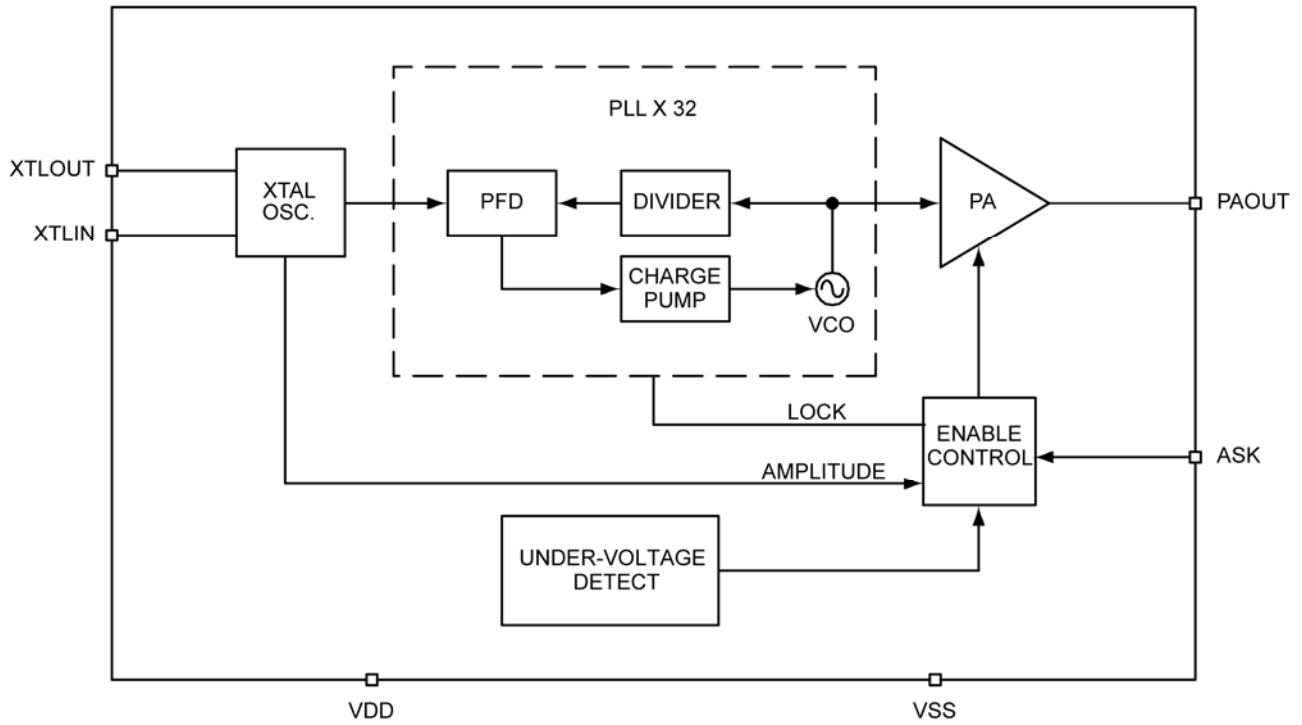 PLL X 32
XTLOUT
XTLIN
XTAL
OSC.
PFD
DIVIDER
PA
PAOUT
CHARGE
PUMP
VCO
LOCK
ENABLE
CONTROL
ASK
AMPLITUDE
UNDER-VOLTAGE
DETECT
VDD
VSS